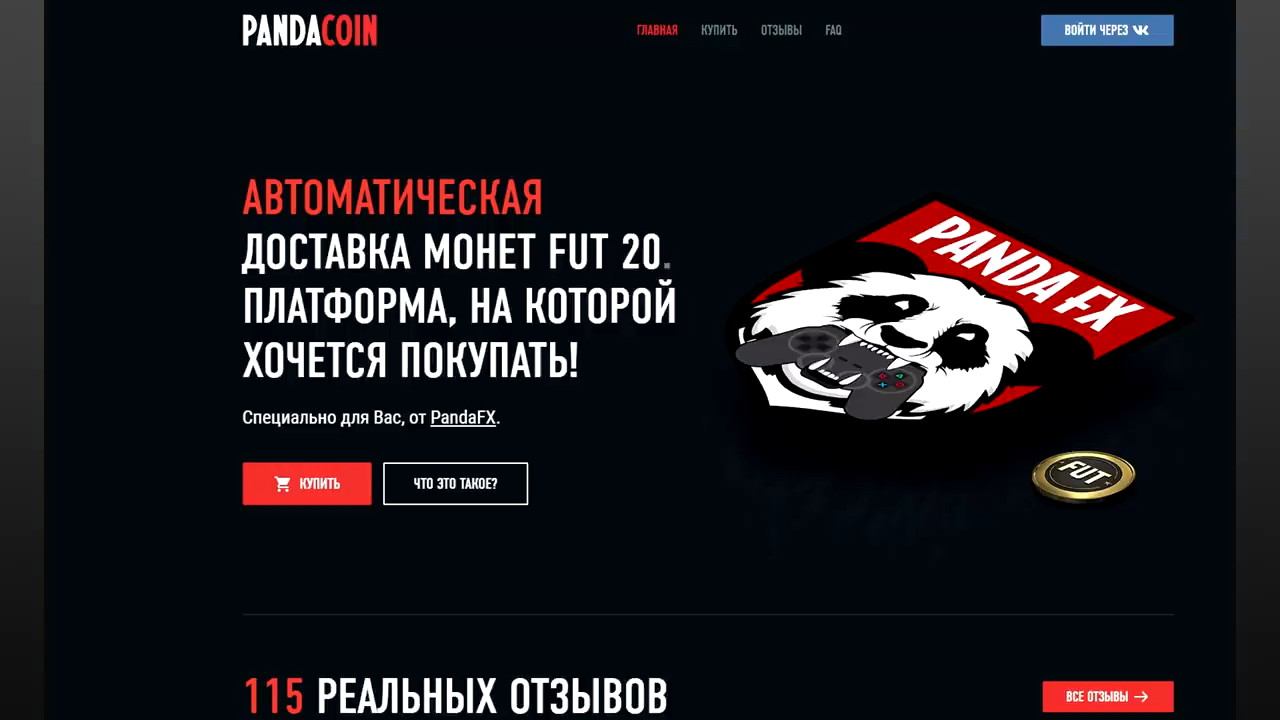 PANDACOIN
ГЛАВНАЯ КУПИТЬ ОТЗЫВЫ FAQ
ВОЙТИ ЧЕРЕЗ
АВТОМАТИЧЕСКАЯ
ДОСТАВКА МОНЕТ FUT 20.
ПЛАТФОРМА, НА КОТОРОЙ
ХОЧЕТСЯ ПОКУПАТЬ!
Специально для Вас, от PandaFX.
КУПИТЬ
ЧТО ЭТО ТАКОЕ?
PANDA FX
FUT
115 РЕАЛЬНЫХ ОТЗЫВОВ
ВСЕ ОТЗЫВЫ →